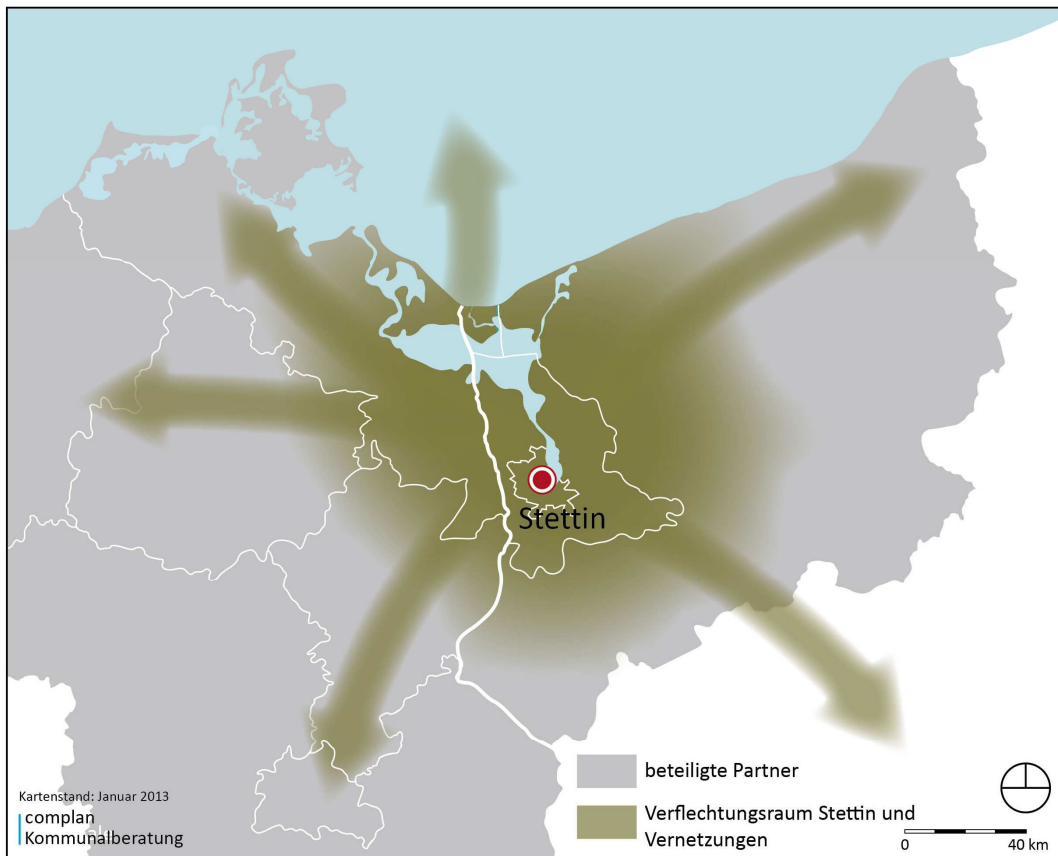 Stettin
beteiligte Partner
Verflechtungsraum Stettin und
Vernetzungen
0 40 km
Kartenstand: Januar 2013
complan
Kommunalberatung